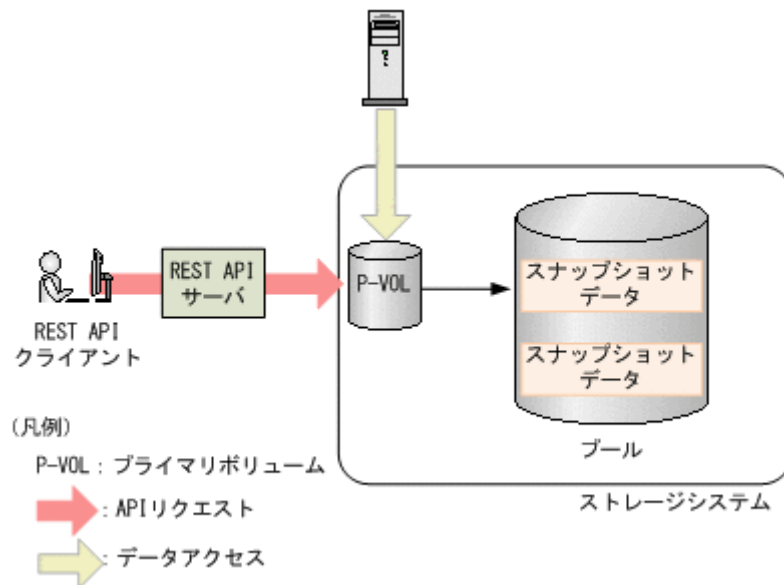 ?
REST API
サーバ
P-VOL
スナップショット
データ
スナップショット
データ
REST API
クライアント
プール
ストレージシステム
(凡例)
P-VOL：プライマリボリューム
：APIリクエスト
：データアクセス